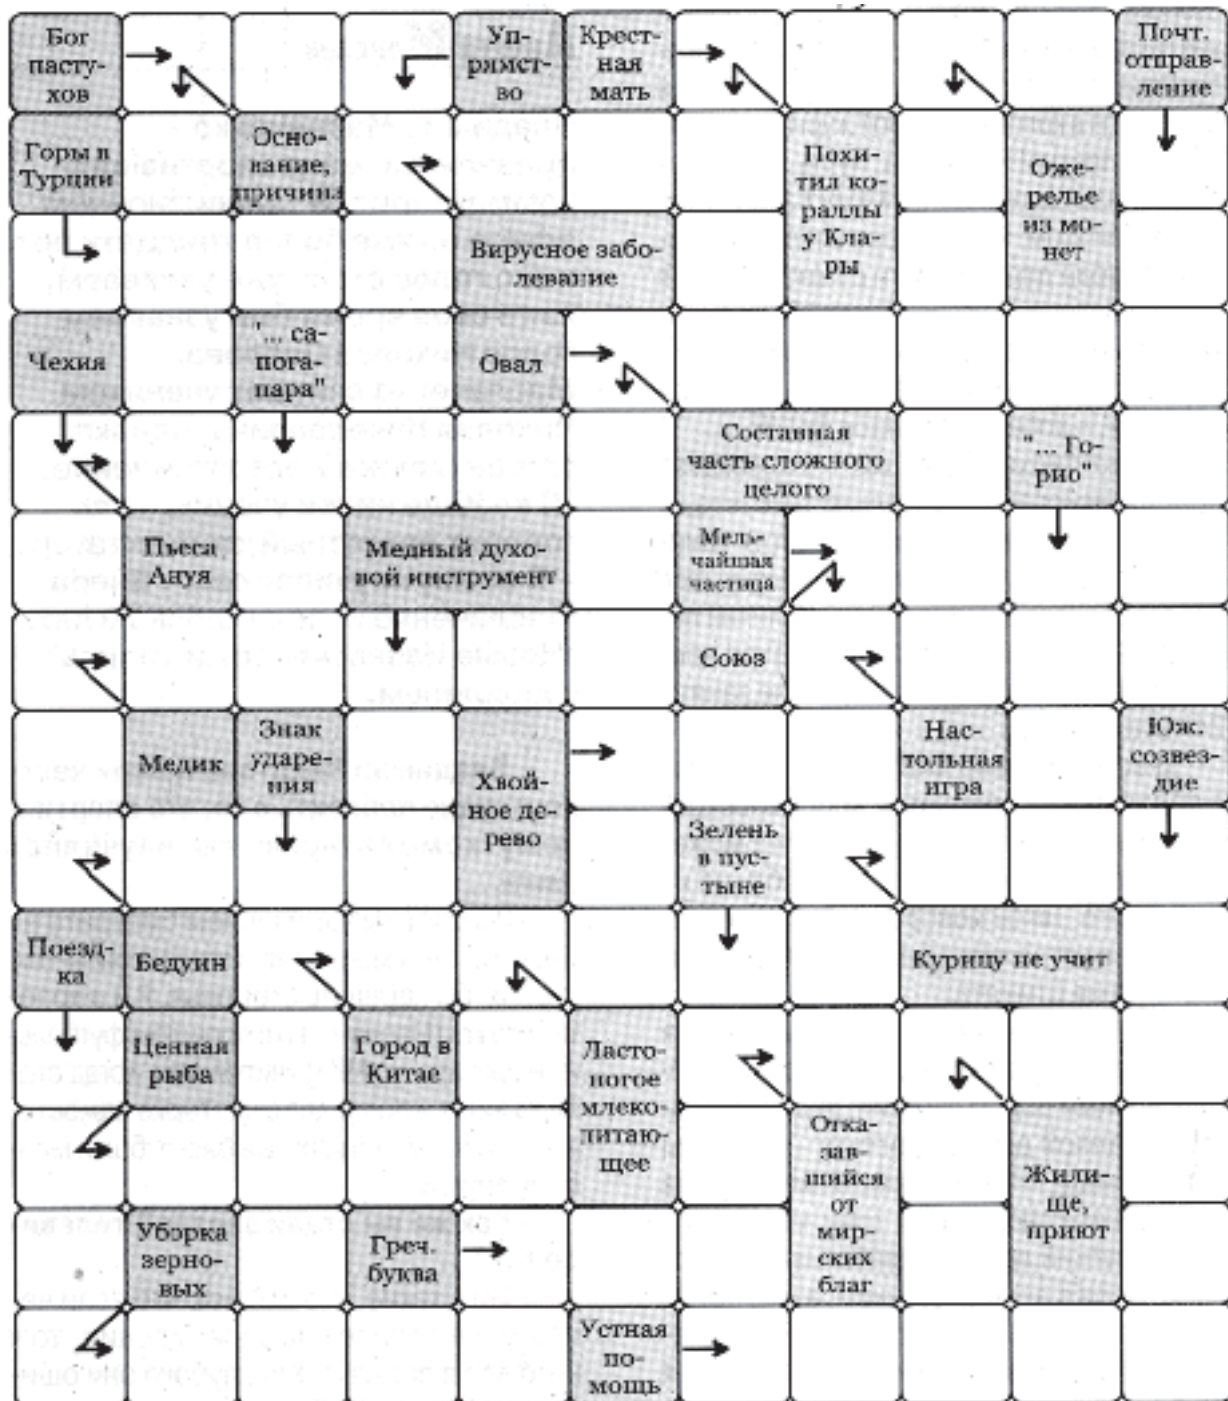 Бог
пасту-
хов
Уп-
рямст-
во
Крест-
ная
мать
Почт.
отправ-
ление
Горы в
Турции
Осно-
вание,
причина
Похи-
тил ко-
раллы
у Кла-
ры
Оже-
релье
из мо-
нет
Вирусное забо-
левание
Чехия
"... са-
пога-
пара"
Овал
Составная
часть сложного
целого
"... Го-
рио"
Пьеса
Ануя
Медный духо-
вой инструмент
Мель-
чайшая
частица
Союз
Медик
Знак
ударе-
ния
Хвой-
ное де-
рево
Нас-
тольная
игра
Юж.
созвез-
дие
Зелень
в пус-
тыне
Поезд-
ка
Бедуин
Курицу не учит
Ценная
рыба
Город в
Китае
Ласто-
ногое
млеко-
питаю-
щее
Отка-
зав-
шийся
от
мир-
ских
благ
Жили-
ще,
приют
Уборка
зерно-
вых
Греч.
буква
Устная
по-
мощь